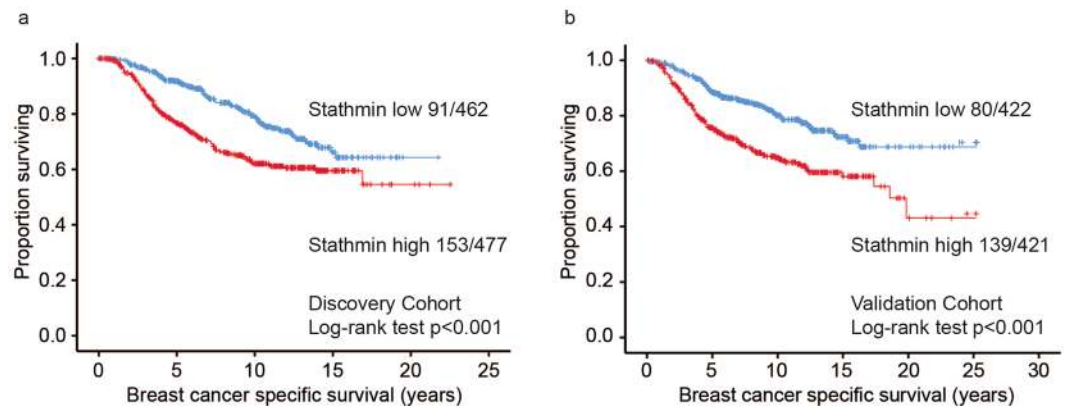 a
Proportion surviving
1.0
0.8
0.6
0.4
0.2
0.0
Stathmin low 91/462
Stathmin high 153/477
Discovery Cohort
Log-rank test p<0.001
0 5 10 15 20 25
Breast cancer specific survival (years)
b
Proportion surviving
1.0
0.8
0.6
0.4
0.2
0.0
Stathmin low 80/422
Stathmin high 139/421
Validation Cohort
Log-rank test p<0.001
0 5 10 15 20 25 30
Breast cancer specific survival (years)